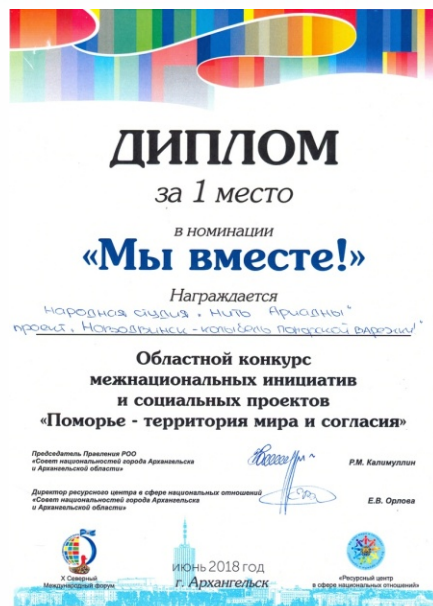 ДИПЛОМ
за 1 место
в номинации
«Мы вместе!»
Награждается
Народная студия „Нить Ариадны"
проект „Новодвинск - колыбель поморской варежки"
Областной конкурс
межнациональных инициатив
и социальных проектов
«Поморье - территория мира и согласия»
Председатель Правления РОО
«Совет национальностей города Архангельска
и Архангельской области»
Р.М. Калимуллин
Директор ресурсного центра в сфере национальных отношений
«Совет национальностей города Архангельска
и Архангельской области»
Е.В. Орлова
X Северный
Международный форум
июнь 2018 год
г. Архангельск
«Ресурсный центр
в сфере национальных отношений»